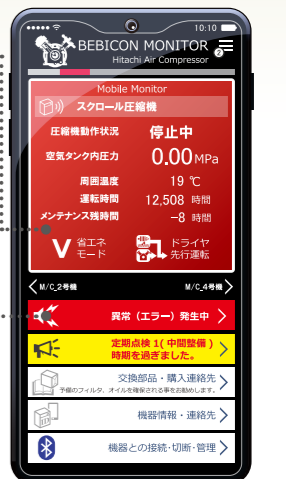 10:10
BEBICON MONITOR
2
Hitachi Air Compressor
Mobile Monitor
スクロール圧縮機
圧縮機動作状況 停止中
空気タンク内圧力 0.00 MPa
周囲温度 19 ℃
運転時間 12,508 時間
メンテナンス残時間 −8 時間
V 省エネモード
ドライヤ先行運転
M/C_2号機 M/C_4号機
異常（エラー）発生中
定期点検 1( 中間整備 )
時期を過ぎました。
交換部品・購入連絡先
予備のフィルタ、オイルを確保される事をお勧めします。
機器情報・連絡先
機器との接続･切断･管理